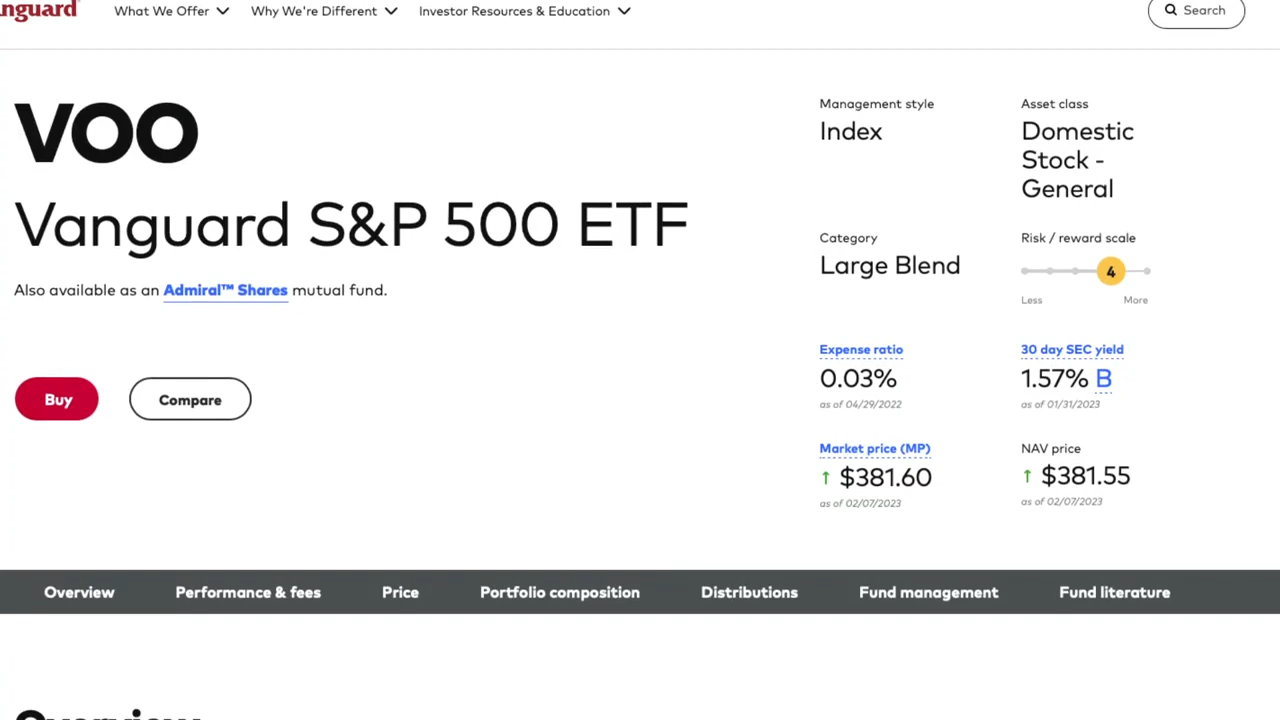 nguard
What We Offer Why We're Different Investor Resources & Education Search
VOO
Vanguard S&P 500 ETF
Also available as an Admiral™ Shares mutual fund.
Buy Compare
Management style
Index
Asset class
Domestic
Stock -
General
Category
Large Blend
Risk / reward scale
4
Less More
Expense ratio
0.03%
as of 04/29/2022
30 day SEC yield
1.57% B
as of 01/31/2023
Market price (MP)
↑ $381.60
as of 02/07/2023
NAV price
↑ $381.55
as of 02/07/2023
Overview Performance & fees Price Portfolio composition Distributions Fund management Fund literature
Overview